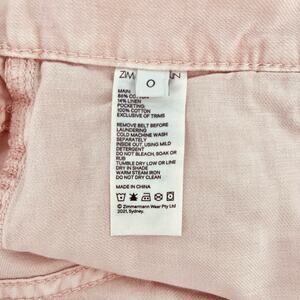 ZIM
0
MAIN
86% COTTON
14% LINEN
POCKETING
100% COTTON
EXCLUSIVE OF TRIMS
REMOVE BELT BEFORE
LAUNDERING
COLD MACHINE WASH
SEPARATELY
INSIDE OUT, USING MILD
DETERGENT
DO NOT BLEACH, SOAK OR
RUB
TUMBLE DRY LOW OR LINE
DRY IN SHADE
WARM STEAM IRON
DO NOT DRY CLEAN
MADE IN CHINA
© Zimmermann Wear Pty Ltd
2021, Sydney.